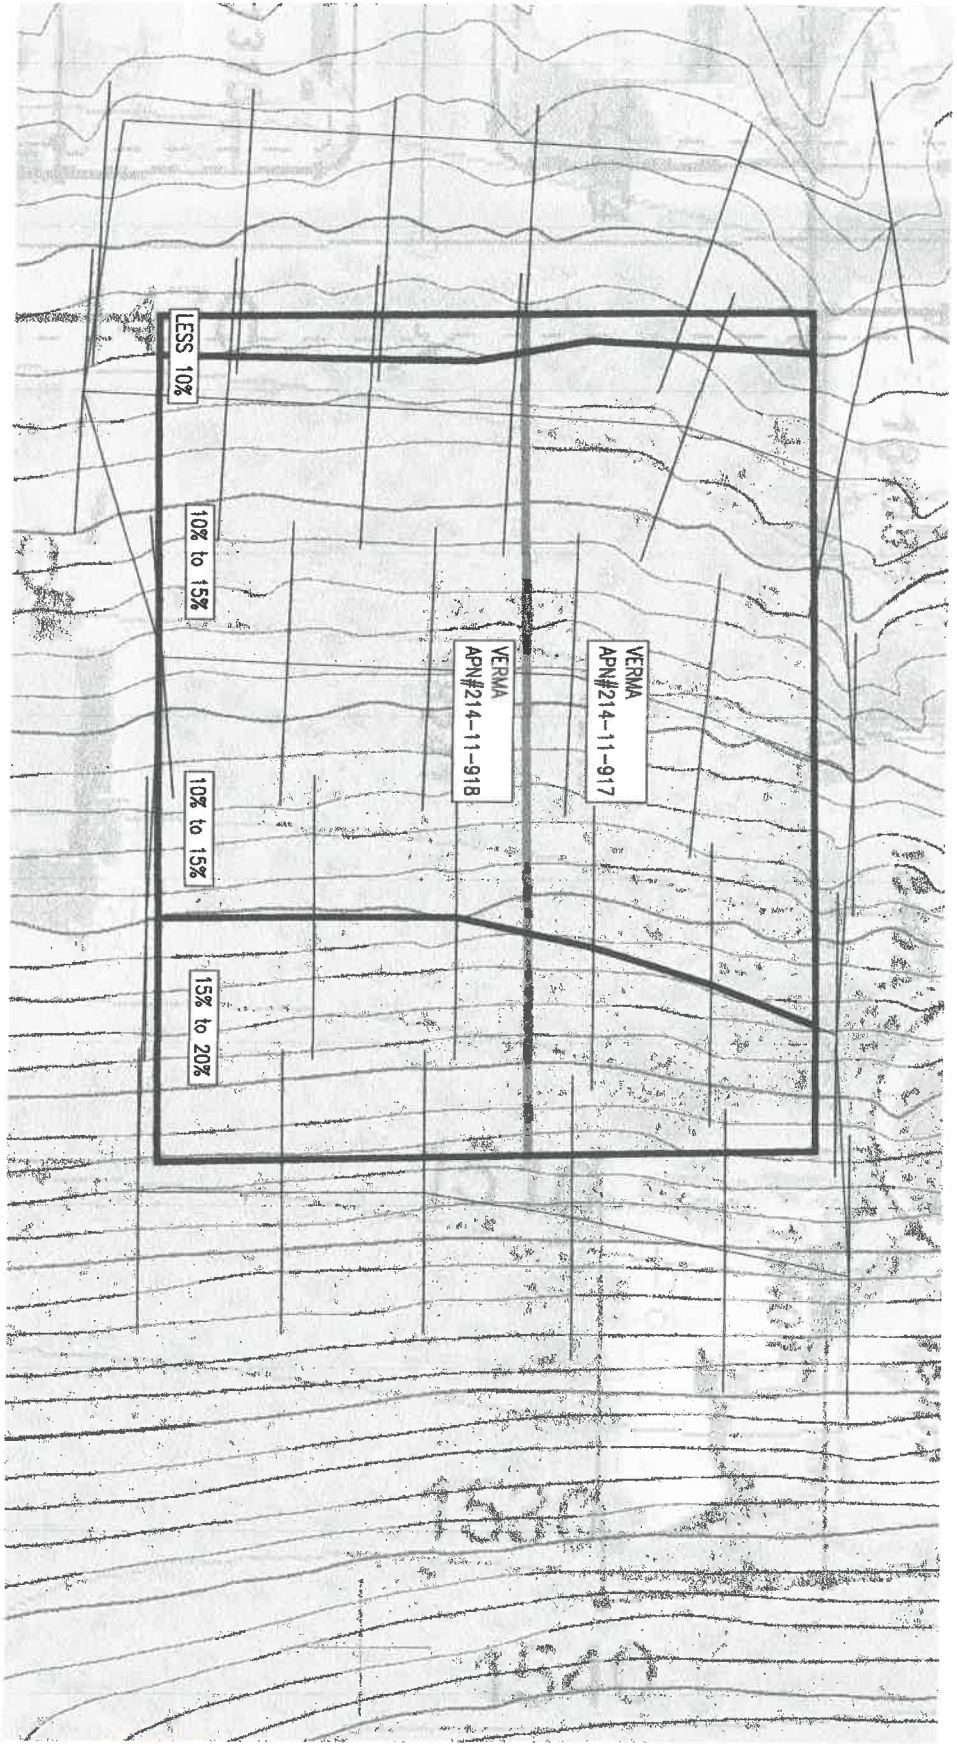 LESS 10%
10% to 15%
10% to 15%
15% to 20%
VERMA
APN#214-11-917
VERMA
APN#214-11-918